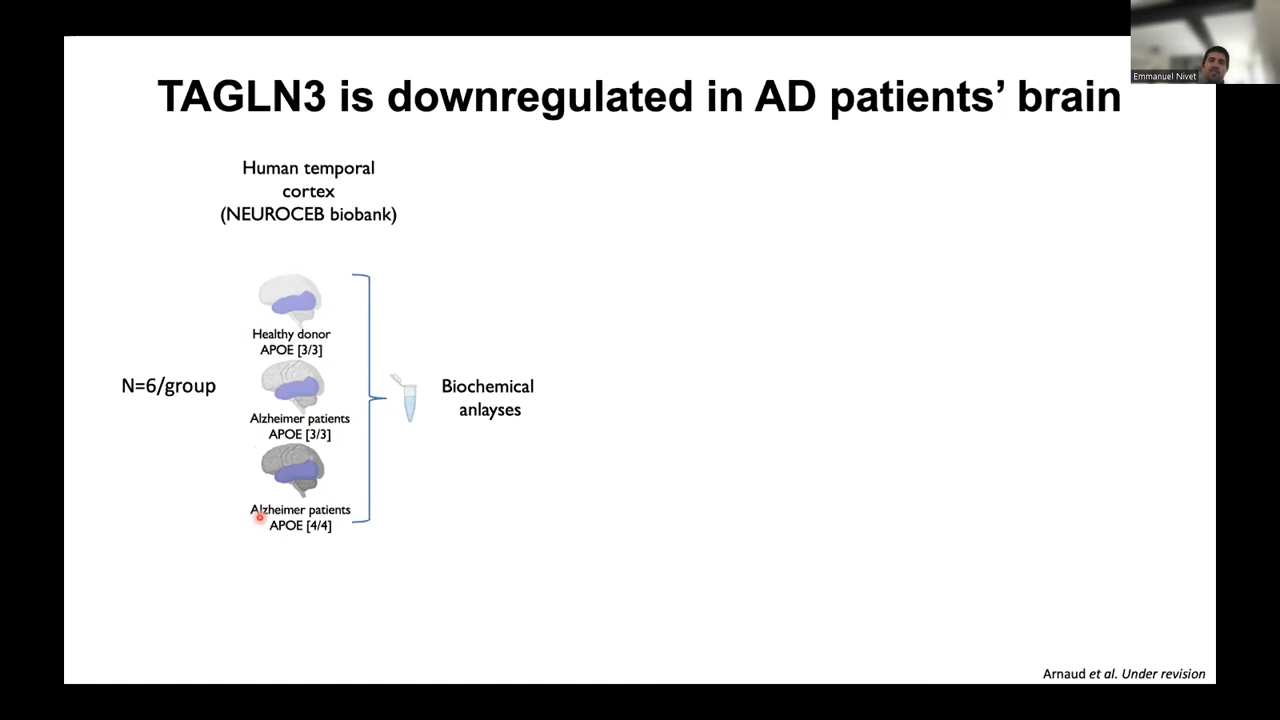 Emmanuel Nivet
TAGLN3 is downregulated in AD patients’ brain
Human temporal
cortex
(NEUROCEB biobank)
Healthy donor
APOE [3/3]
N=6/group
Alzheimer patients
APOE [3/3]
Biochemical
anlayses
Alzheimer patients
APOE [4/4]
Arnaud et al. Under revision